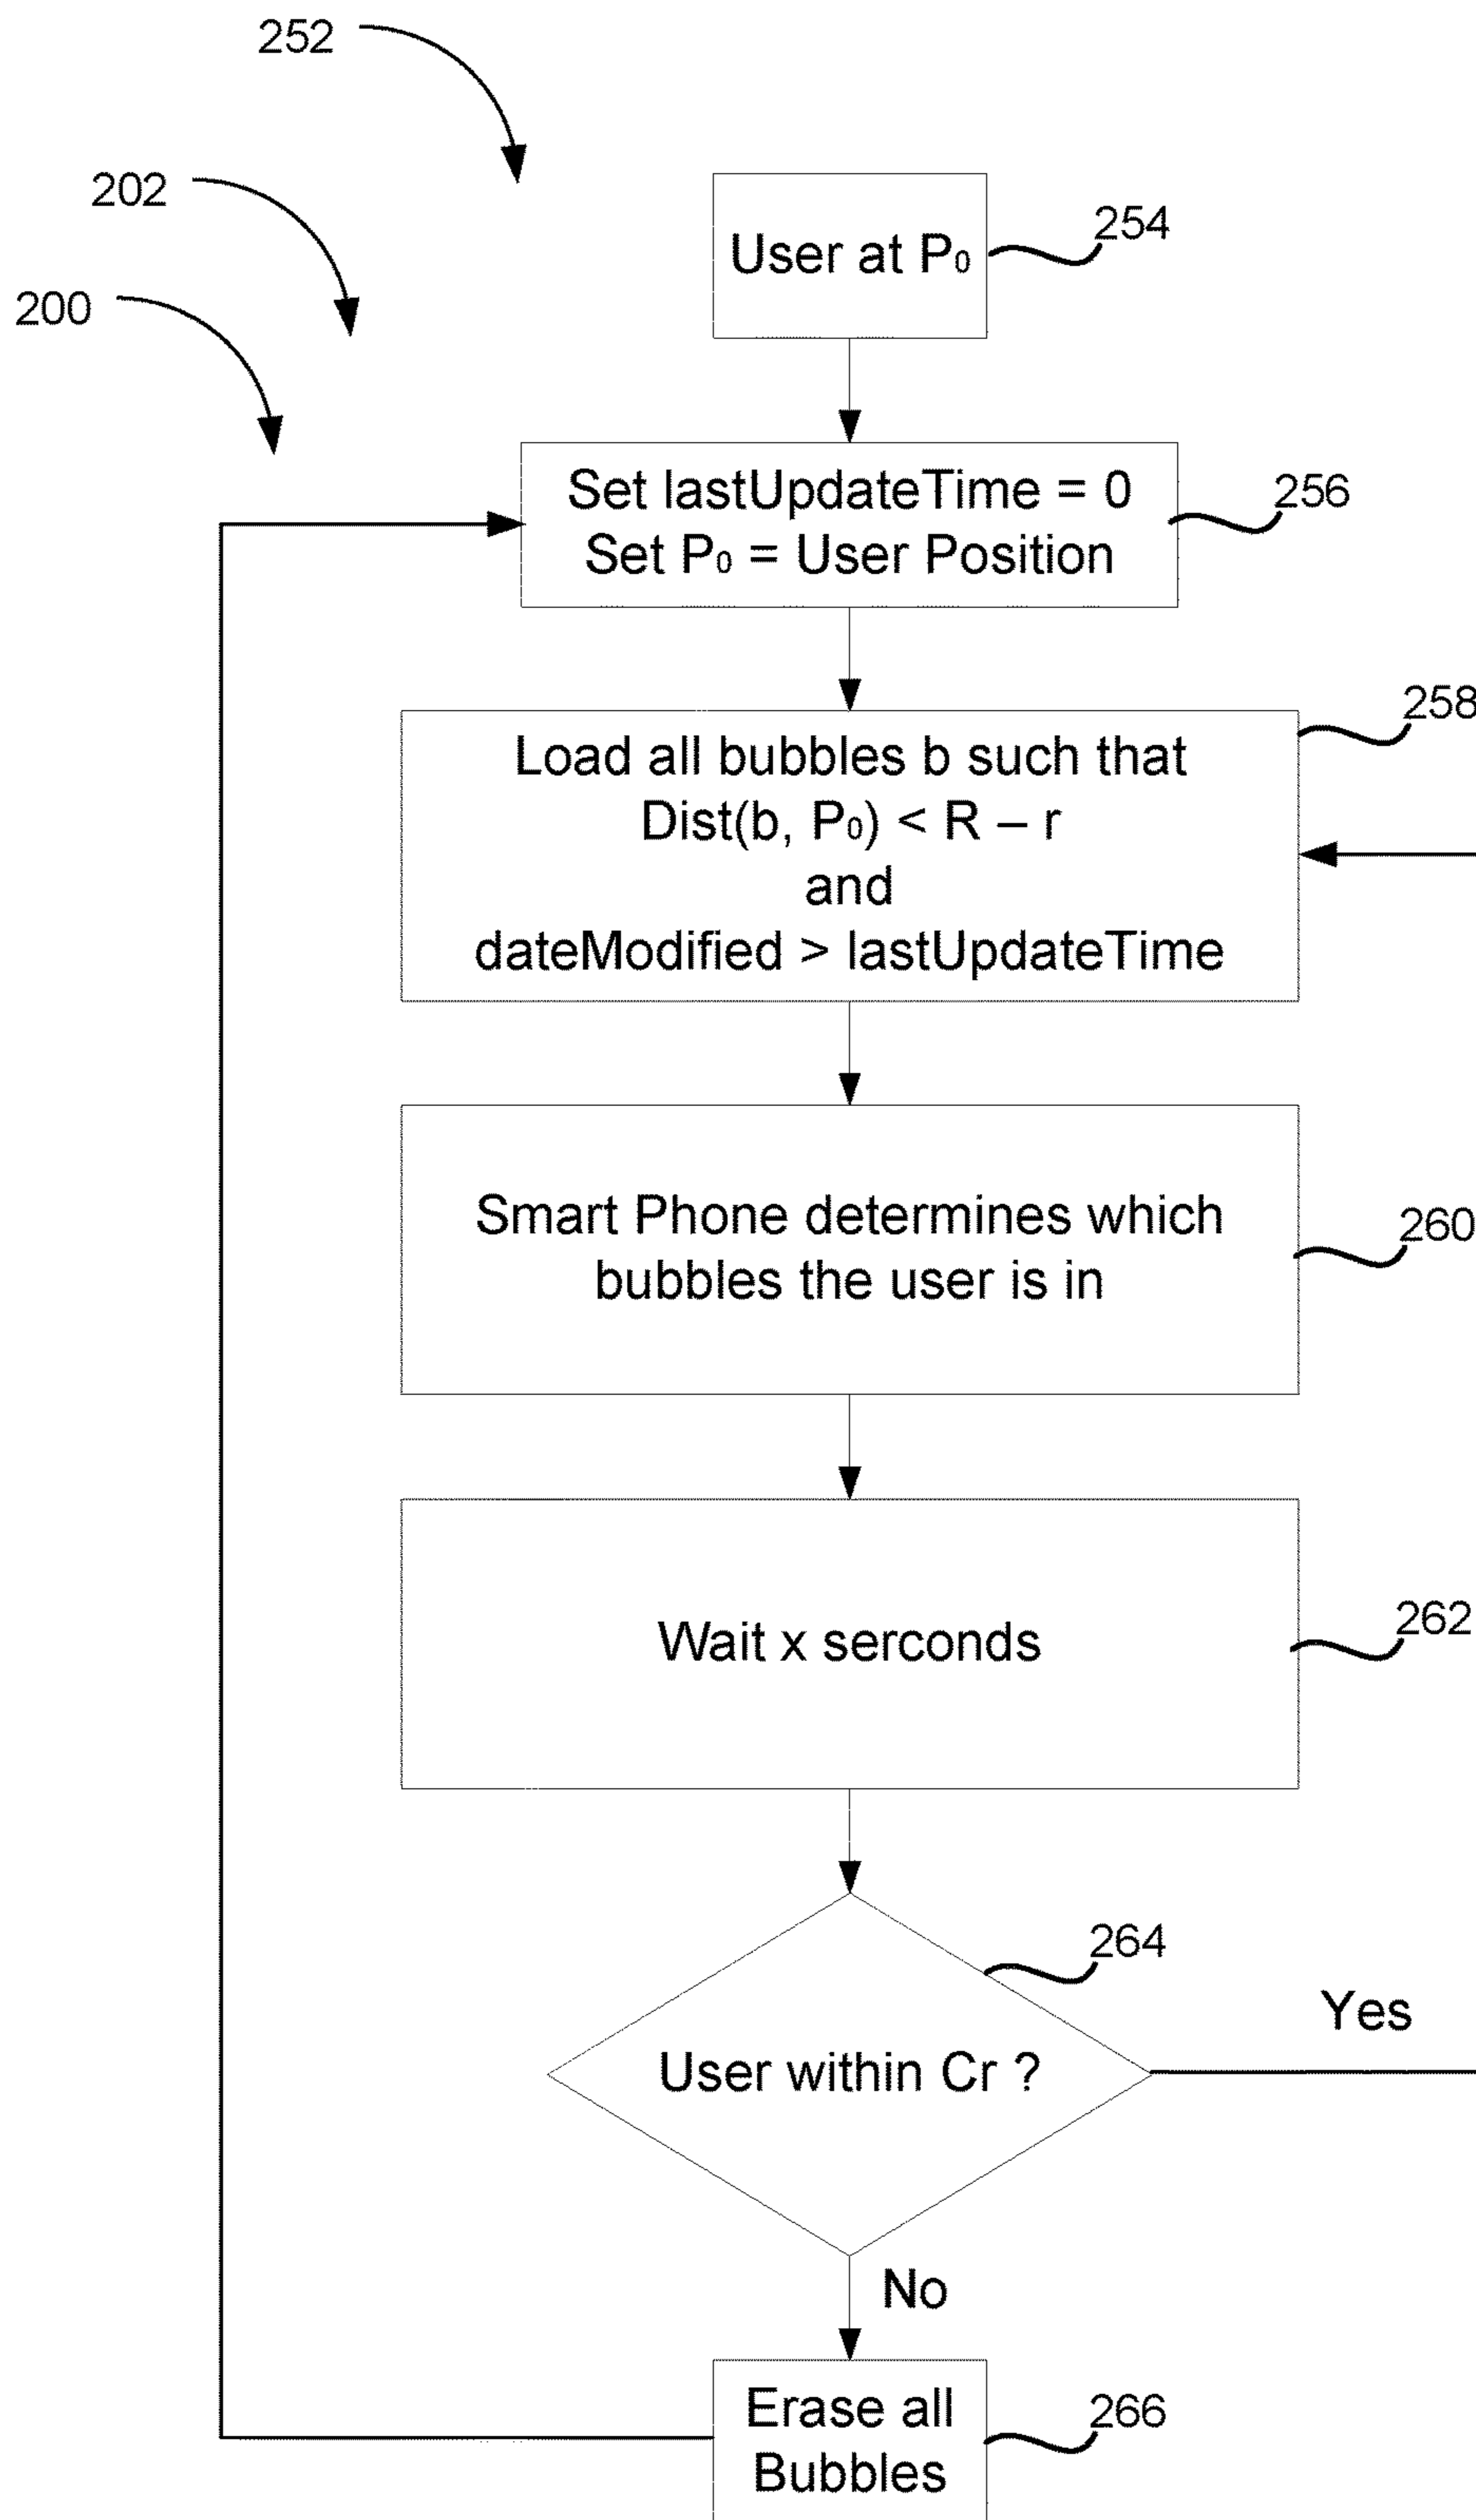 252
202
200
User at P₀
254
Set lastUpdateTime = 0
Set P₀ = User Position
256
258
Load all bubbles b such that
Dist(b, P₀) < R – r
and
dateModified > lastUpdateTime
Smart Phone determines which
bubbles the user is in
260
Wait x serconds
262
264
User within Cr ?
Yes
No
Erase all
Bubbles
266